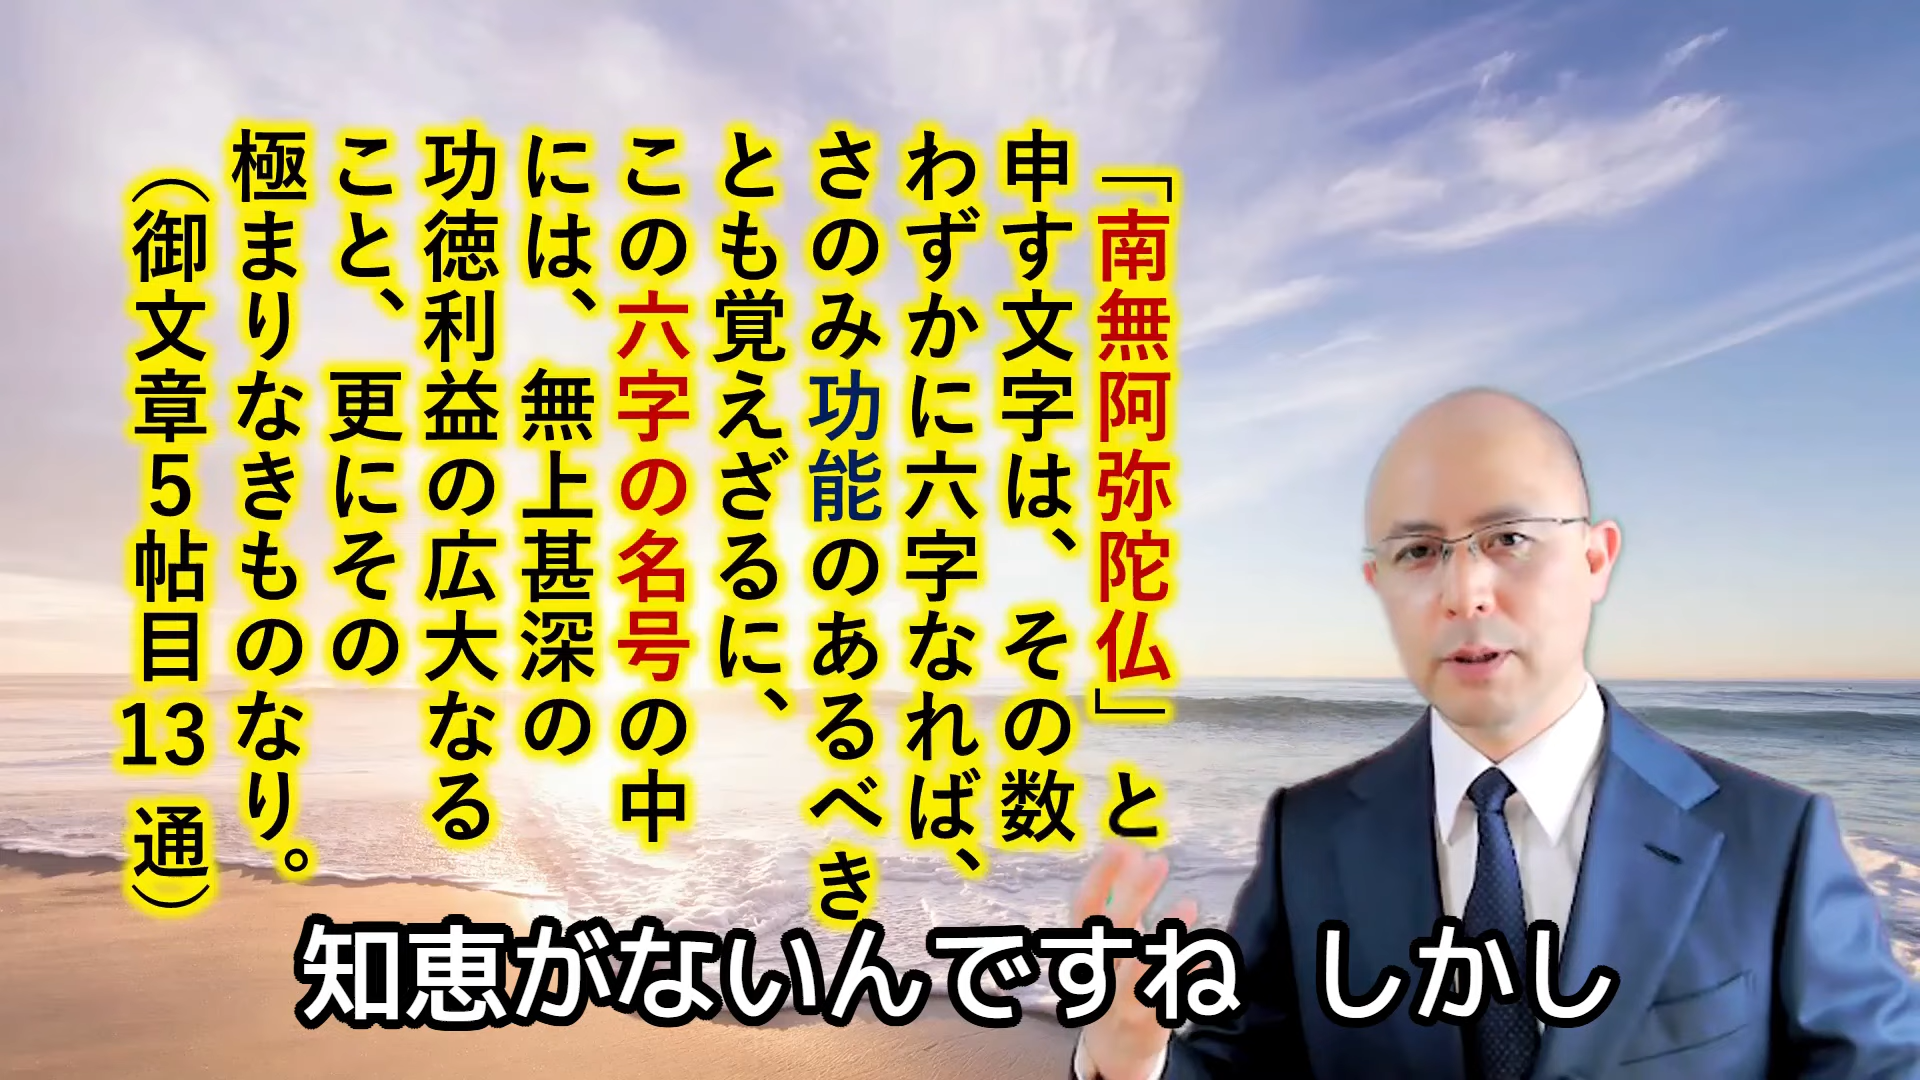 「南無阿弥陀仏」と
申す文字は、その数
わずかに六字なれば、
さのみ功能のあるべき
とも覚えざるに、
この六字の名号の中
には、無上甚深の
功徳利益の広大なる
こと、更にその
極まりなきものなり。
(御文章5帖目13通)
知恵がないんですね しかし